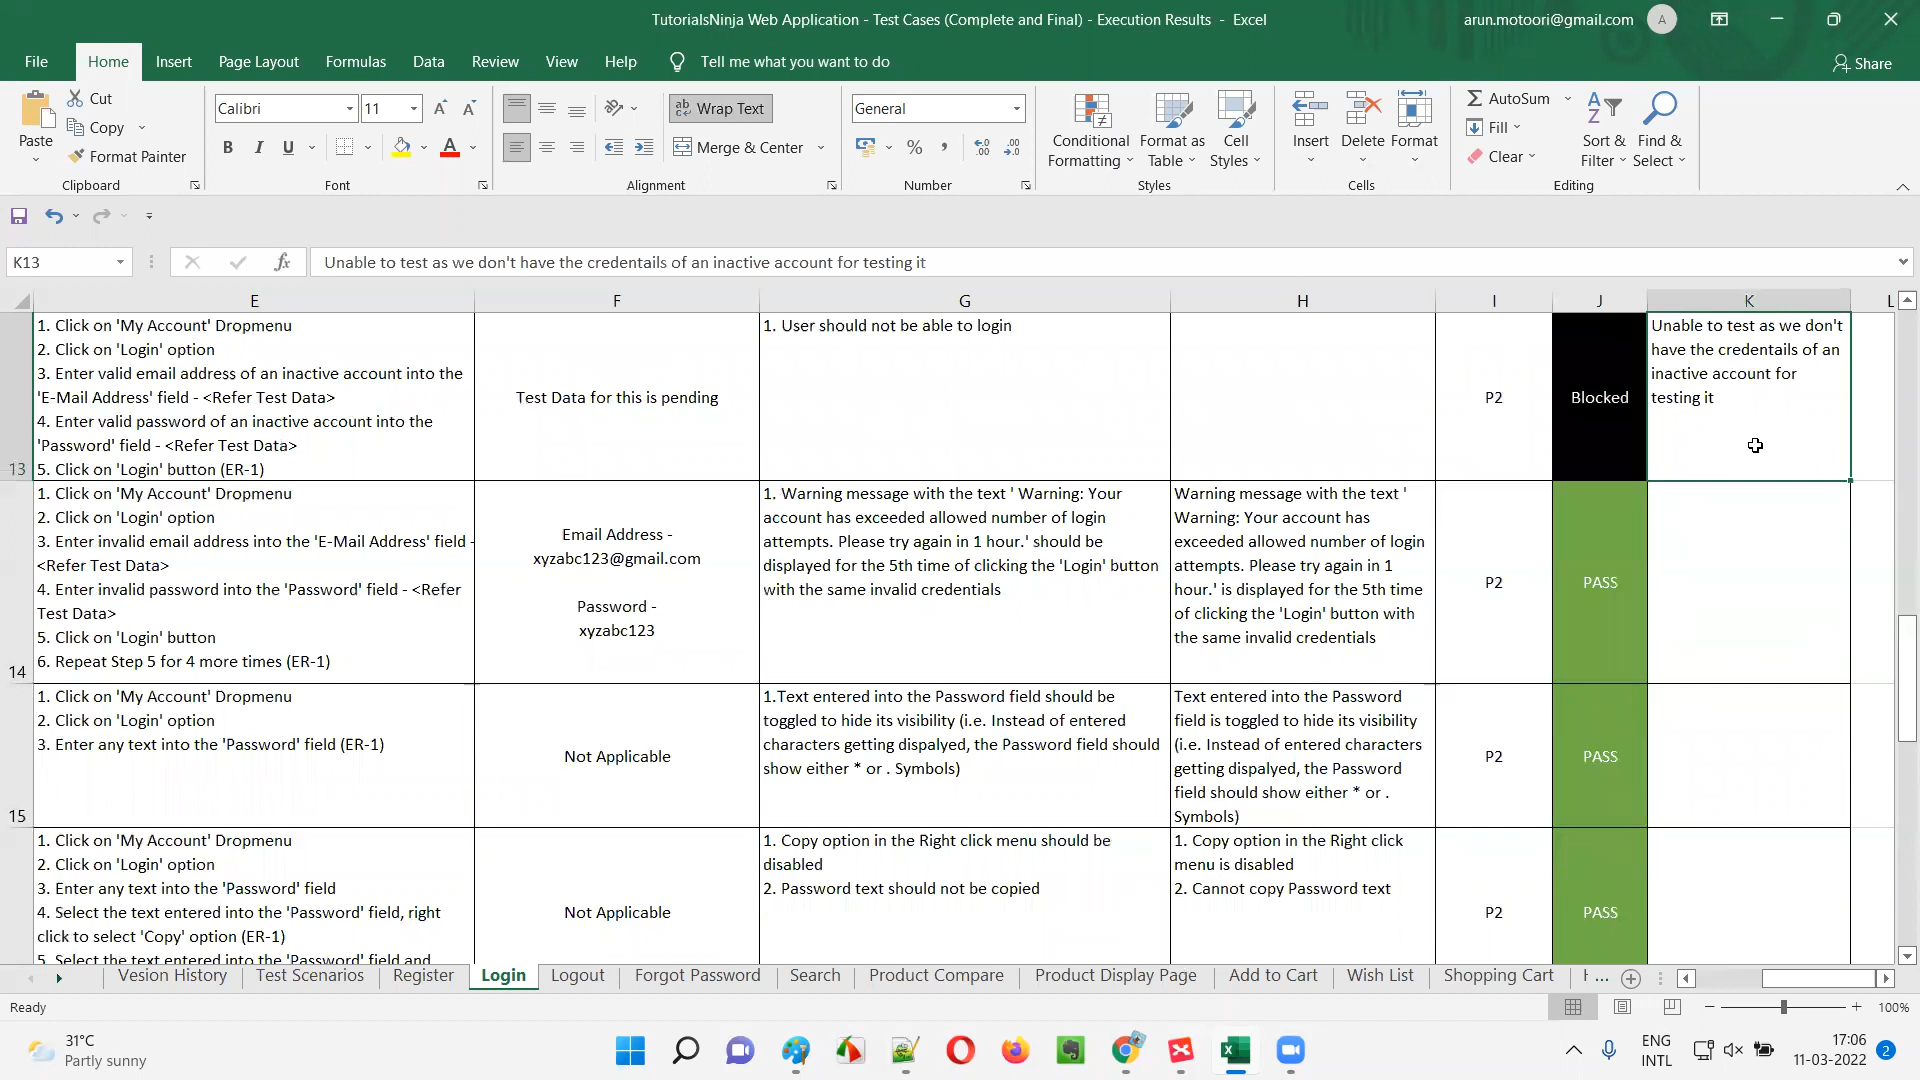 TutorialsNinja Web Application - Test Cases (Complete and Final) - Execution Results - Excel
arun.motoori@gmail.com
A
File
Home
Insert
Page Layout
Formulas
Data
Review
View
Help
Tell me what you want to do
Share
Paste
Cut
Copy
Format Painter
Clipboard
Calibri
11
B I U
Font
Wrap Text
Merge & Center
Alignment
General
Number
Conditional
Formatting
Format as
Table
Cell
Styles
Styles
Insert
Delete
Format
Cells
AutoSum
Fill
Clear
Sort &
Filter
Find &
Select
Editing
K13
fx
Unable to test as we don't have the credentails of an inactive account for testing it
E
F
G
H
I
J
K
L
13
1. Click on 'My Account' Dropmenu
2. Click on 'Login' option
3. Enter valid email address of an inactive account into the
'E-Mail Address' field - <Refer Test Data>
4. Enter valid password of an inactive account into the
'Password' field - <Refer Test Data>
5. Click on 'Login' button (ER-1)
Test Data for this is pending
1. User should not be able to login
P2
Blocked
Unable to test as we don't
have the credentails of an
inactive account for
testing it
14
1. Click on 'My Account' Dropmenu
2. Click on 'Login' option
3. Enter invalid email address into the 'E-Mail Address' field -
<Refer Test Data>
4. Enter invalid password into the 'Password' field - <Refer
Test Data>
5. Click on 'Login' button
6. Repeat Step 5 for 4 more times (ER-1)
Email Address -
xyzabc123@gmail.com
Password -
xyzabc123
1. Warning message with the text ' Warning: Your
account has exceeded allowed number of login
attempts. Please try again in 1 hour.' should be
displayed for the 5th time of clicking the 'Login' button
with the same invalid credentials
Warning message with the text '
Warning: Your account has
exceeded allowed number of login
attempts. Please try again in 1
hour.' is displayed for the 5th time
of clicking the 'Login' button with
the same invalid credentials
P2
PASS
15
1. Click on 'My Account' Dropmenu
2. Click on 'Login' option
3. Enter any text into the 'Password' field (ER-1)
Not Applicable
1.Text entered into the Password field should be
toggled to hide its visibility (i.e. Instead of entered
characters getting dispalyed, the Password field should
show either * or . Symbols)
Text entered into the Password
field is toggled to hide its visibility
(i.e. Instead of entered characters
getting dispalyed, the Password
field should show either * or .
Symbols)
P2
PASS
1. Click on 'My Account' Dropmenu
2. Click on 'Login' option
3. Enter any text into the 'Password' field
4. Select the text entered into the 'Password' field, right
click to select 'Copy' option (ER-1)
5. Select the text entered into the 'Password' field and
Not Applicable
1. Copy option in the Right click menu should be
disabled
2. Password text should not be copied
1. Copy option in the Right click
menu is disabled
2. Cannot copy Password text
P2
PASS
Vesion History
Test Scenarios
Register
Login
Logout
Forgot Password
Search
Product Compare
Product Display Page
Add to Cart
Wish List
Shopping Cart
...
Ready
100%
31°C
Partly sunny
ENG
INTL
17:06
11-03-2022
2